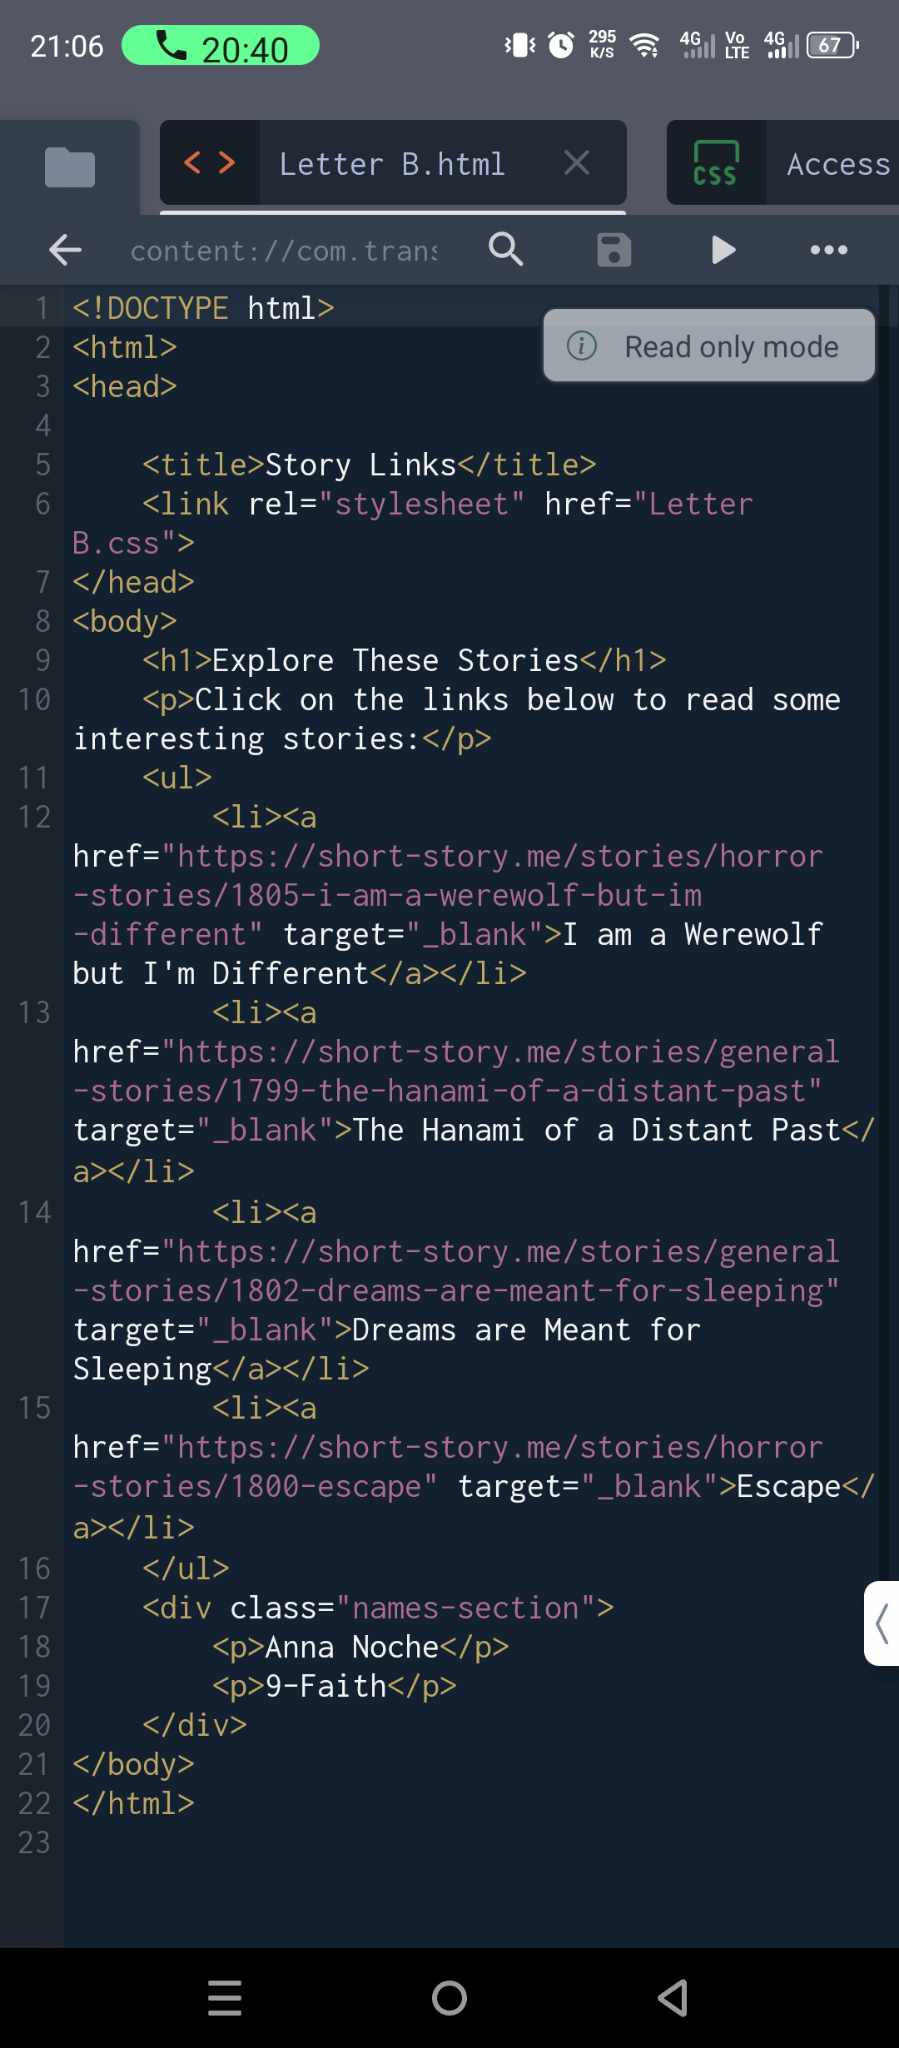 21:06 20:40 295 K/S 4G Vo LTE 4G 67
Letter B.html
CSS Access
content://com.trans
Read only mode
1 <!DOCTYPE html>
2 <html>
3 <head>
4
5 <title>Story Links</title>
6 <link rel="stylesheet" href="Letter
B.css">
7 </head>
8 <body>
9 <h1>Explore These Stories</h1>
10 <p>Click on the links below to read some
interesting stories:</p>
11 <ul>
12 <li><a
href="https://short-story.me/stories/horror
-stories/1805-i-am-a-werewolf-but-im
-different" target="_blank">I am a Werewolf
but I'm Different</a></li>
13 <li><a
href="https://short-story.me/stories/general
-stories/1799-the-hanami-of-a-distant-past"
target="_blank">The Hanami of a Distant Past</
a></li>
14 <li><a
href="https://short-story.me/stories/general
-stories/1802-dreams-are-meant-for-sleeping"
target="_blank">Dreams are Meant for
Sleeping</a></li>
15 <li><a
href="https://short-story.me/stories/horror
-stories/1800-escape" target="_blank">Escape</
a></li>
16 </ul>
17 <div class="names-section">
18 <p>Anna Noche</p>
19 <p>9-Faith</p>
20 </div>
21 </body>
22 </html>
23